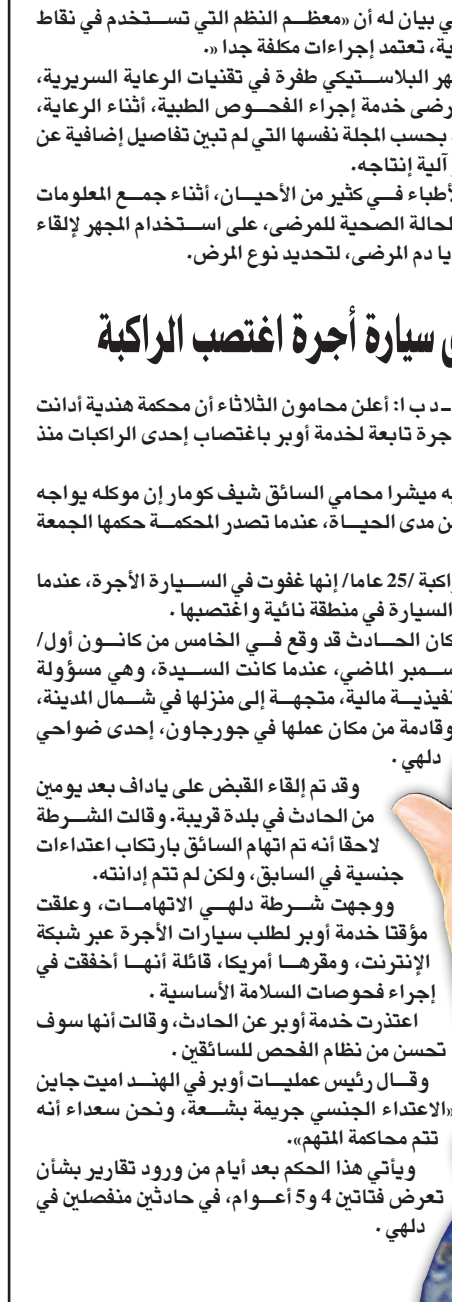 بيان له أن «معظم النظم التي تستخدم في نقاط
ية، تعتمد إجراءات مكلفة جدا «.
هر البلاستيكي طفرة في تقنيات الرعاية السريرية،
رضى خدمة إجراء الفحوص الطبية، أثناء الرعاية،
بحسب المجلة نفسها التي لم تبين تفاصيل إضافية عن
آلية إنتاجه.
لأطباء في كثير من الأحيان، أثناء جمع المعلومات
لحالة الصحية للمرضى، على استخدام المجهر لإلقاء
يا دم المرضى، لتحديد نوع المرض.
سيارة أجرة اغتصب الراكبة
ـ د ب ا: أعلن محامون الثلاثاء أن محكمة هندية أدانت
جرة تابعة لخدمة أوبر باغتصاب إحدى الراكبات منذ
يه ميشرا محامي السائق شيف كومار إن موكله يواجه
ن مدى الحياة، عندما تصدر المحكمة حكمها الجمعة
راكبة /25 عاما/ إنها غفوت في السيارة الأجرة، عندما
السيارة في منطقة نائية واغتصبها .
كان الحادث قد وقع في الخامس من كانون أول/
سمبر الماضي، عندما كانت السيدة، وهي مسؤولة
تفيذية مالية، متجهة إلى منزلها في شمال المدينة،
وقادمة من مكان عملها في جورجاون، إحدى ضواحي
دلهي .
وقد تم إلقاء القبض على ياداف بعد يومين
من الحادث في بلدة قريبة. وقالت الشرطة
لاحقا أنه تم اتهام السائق بارتكاب اعتداءات
جنسية في السابق، ولكن لم تتم إدانته.
ووجهت شرطة دلهي الاتهامات، وعلقت
مؤقتا خدمة أوبر لطلب سيارات الأجرة عبر شبكة
الإنترنت، ومقرها أمريكا، قائلة أنها أخفقت في
إجراء فحوصات السلامة الأساسية .
اعتذرت خدمة أوبر عن الحادث، وقالت أنها سوف
تحسن من نظام الفحص للسائقين .
وقال رئيس عمليات أوبر في الهند اميت جاين
«الاعتداء الجنسي جريمة بشعة، ونحن سعداء أنه
تتم محاكمة المتهم».
ويأتي هذا الحكم بعد أيام من ورود تقارير بشأن
تعرض فتاتين 4 و5 أعوام، في حادثين منفصلين في
دلهي .